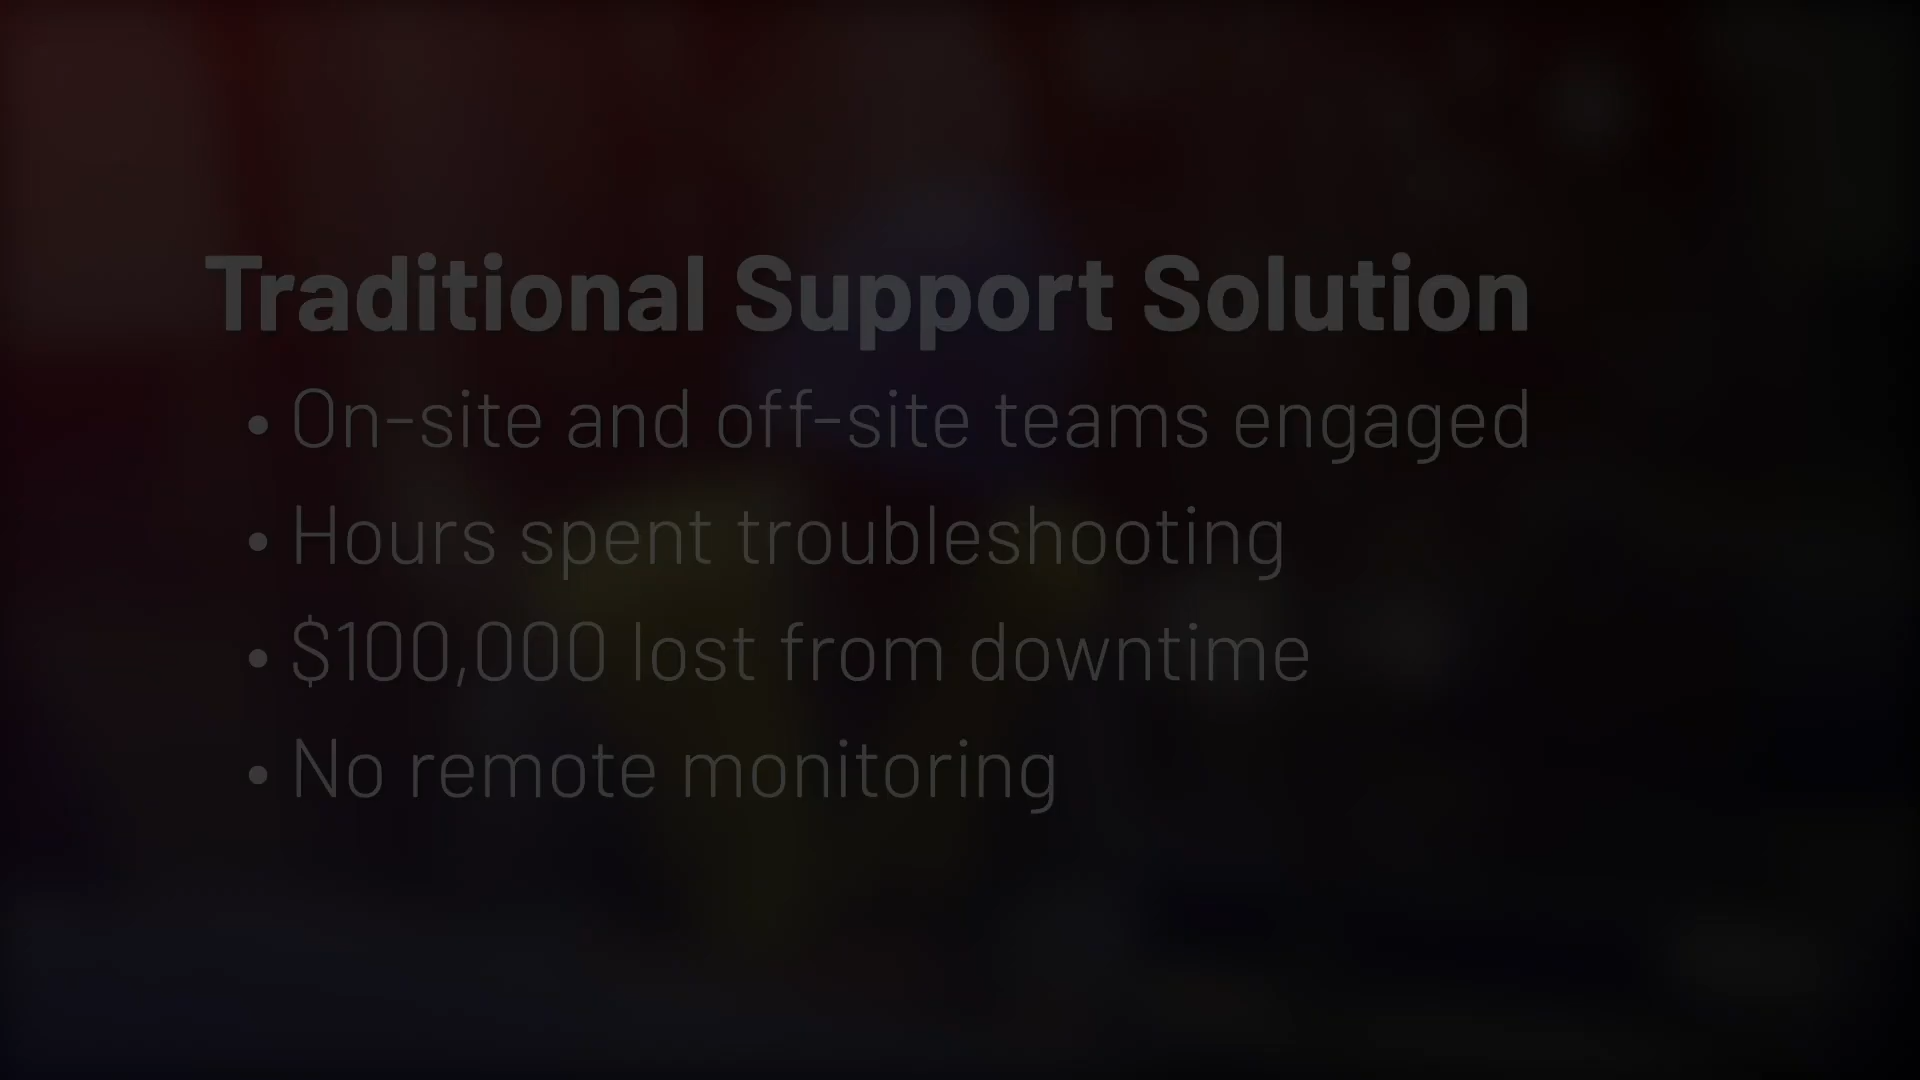 Traditional Support Solution
• On-site and off-site teams engaged
• Hours spent troubleshooting
• $100,000 lost from downtime
• No remote monitoring